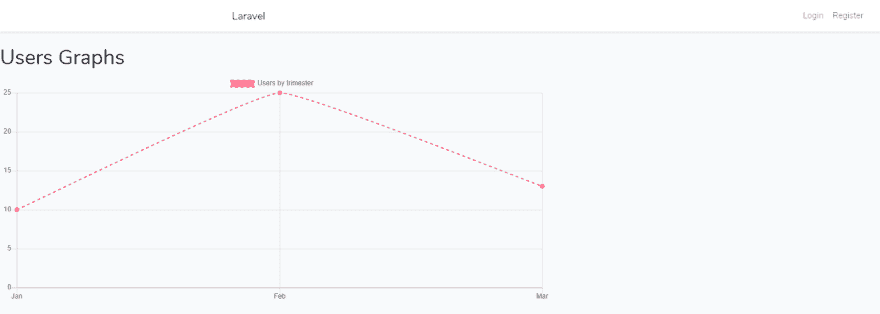 Laravel
Login Register
Users Graphs
Users by trimester
25
20
15
10
5
0
Jan Feb Mar